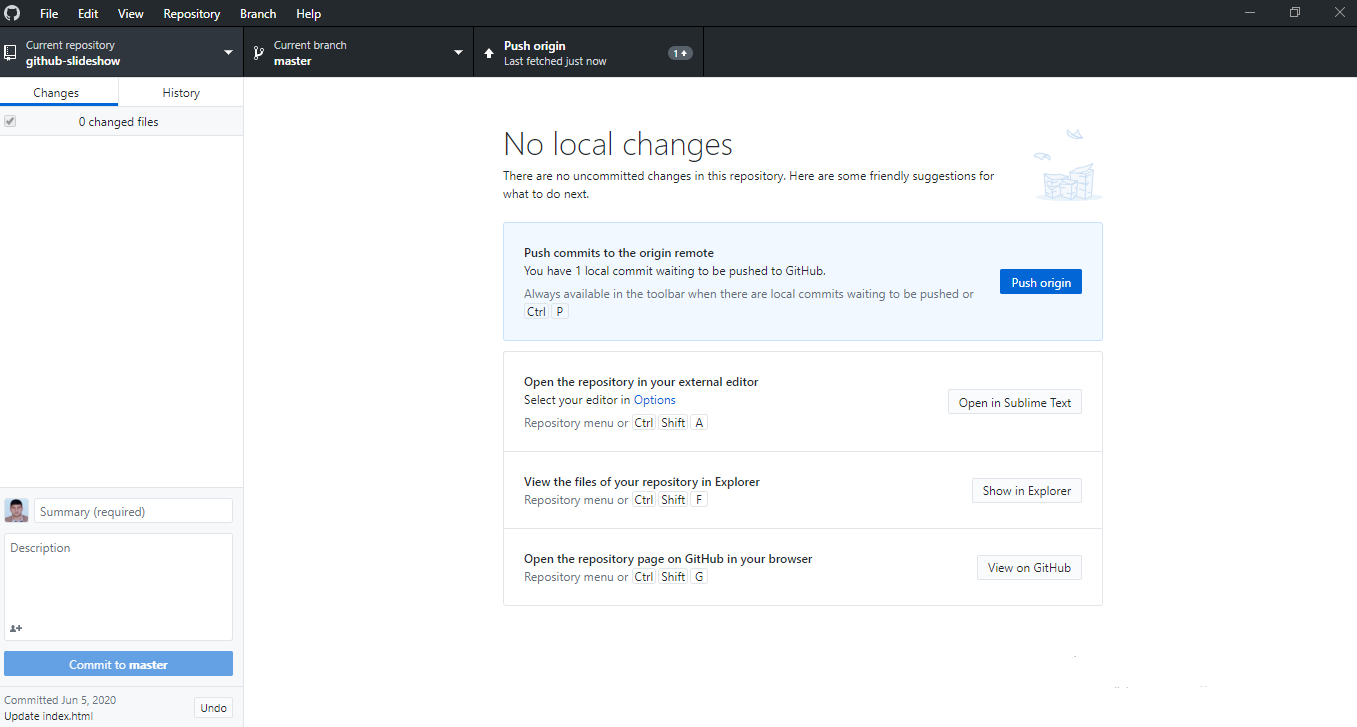 File Edit View Repository Branch Help
Current repository
github-slideshow
Current branch
master
Push origin
Last fetched just now
1
Changes History
0 changed files
No local changes
There are no uncommitted changes in this repository. Here are some friendly suggestions for
what to do next.
Push commits to the origin remote
You have 1 local commit waiting to be pushed to GitHub.
Always available in the toolbar when there are local commits waiting to be pushed or
Ctrl P
Push origin
Open the repository in your external editor
Select your editor in Options
Repository menu or Ctrl Shift A
Open in Sublime Text
View the files of your repository in Explorer
Repository menu or Ctrl Shift F
Show in Explorer
Open the repository page on GitHub in your browser
Repository menu or Ctrl Shift G
View on GitHub
Summary (required)
Description
Commit to master
Committed Jun 5, 2020
Update index.html
Undo